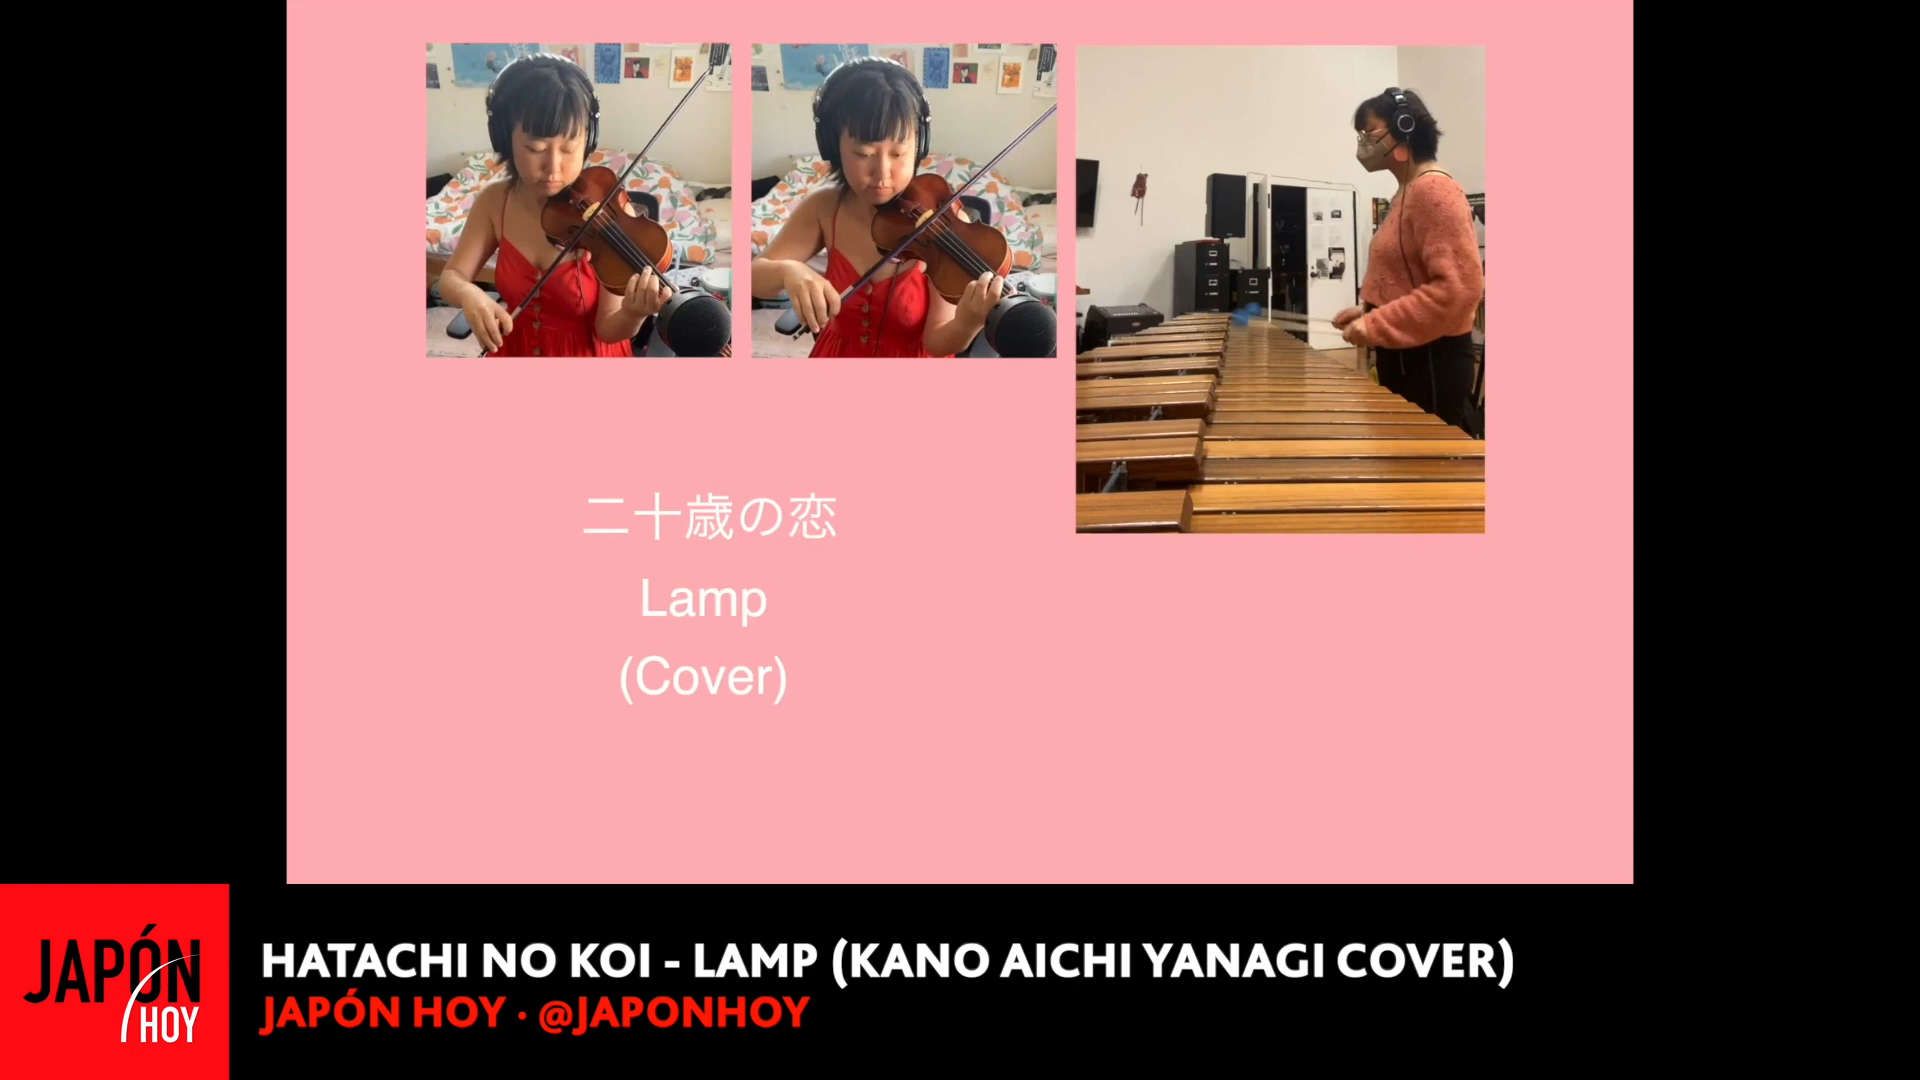 二十歳の恋
Lamp
(Cover)
JAPÓN
HOY
HATACHI NO KOI - LAMP (KANO AICHI YANAGI COVER)
JAPÓN HOY · @JAPONHOY